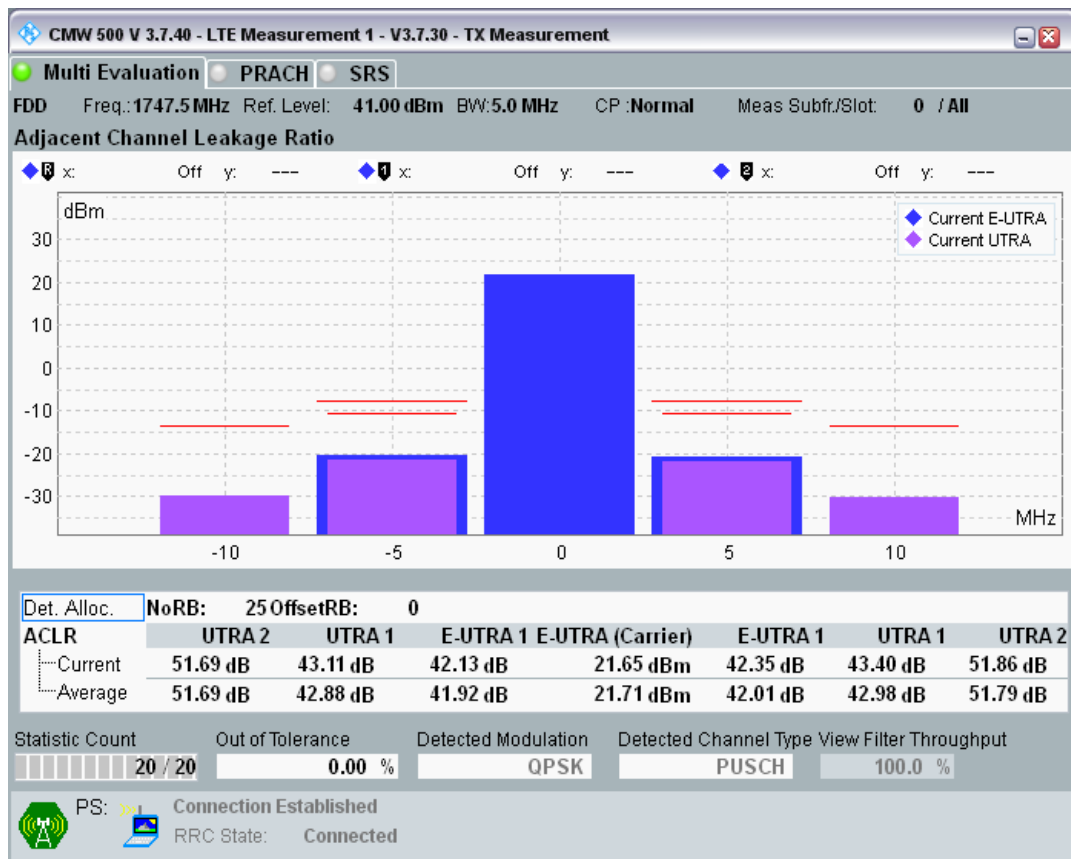 CMW 500 V 3.7.40 - LTE Measurement 1 - V3.7.30 - TX Measurement
Multi Evaluation PRACH SRS
FDD Freq.:1747.5 MHz Ref. Level: 41.00 dBm BW:5.0 MHz CP :Normal Meas Subfr./Slot: 0 / All
Adjacent Channel Leakage Ratio
R x: Off y: --- 1 x: Off y: --- 2 x: Off y: ---
dBm
Current E-UTRA
Current UTRA
30
20
10
0
-10
-20
-30
MHz
-10 -5 0 5 10
Det. Alloc. NoRB: 25 OffsetRB: 0
ACLR UTRA 2 UTRA 1 E-UTRA 1 E-UTRA (Carrier) E-UTRA 1 UTRA 1 UTRA 2
Current 51.69 dB 43.11 dB 42.13 dB 21.65 dBm 42.35 dB 43.40 dB 51.86 dB
Average 51.69 dB 42.88 dB 41.92 dB 21.71 dBm 42.01 dB 42.98 dB 51.79 dB
Statistic Count Out of Tolerance Detected Modulation Detected Channel Type View Filter Throughput
20 / 20 0.00 % QPSK PUSCH 100.0 %
PS: Connection Established
RRC State: Connected